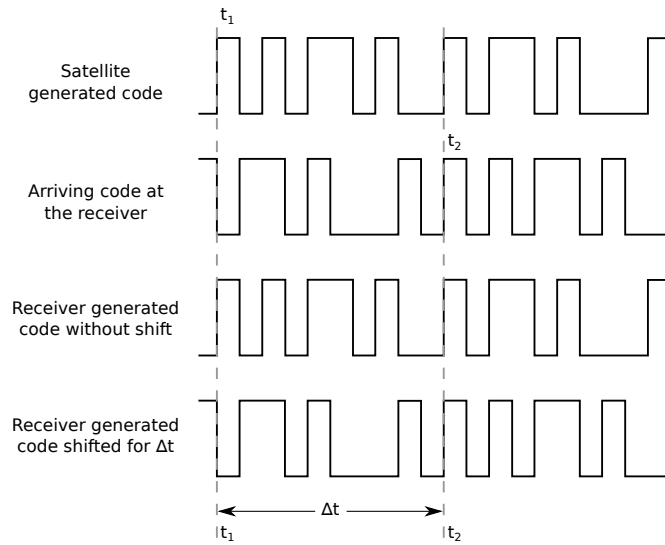 t1
Satellite
generated code
t2
Arriving code at
the receiver
Receiver generated
code without shift
Receiver generated
code shifted for Δt
Δt
t1
t2